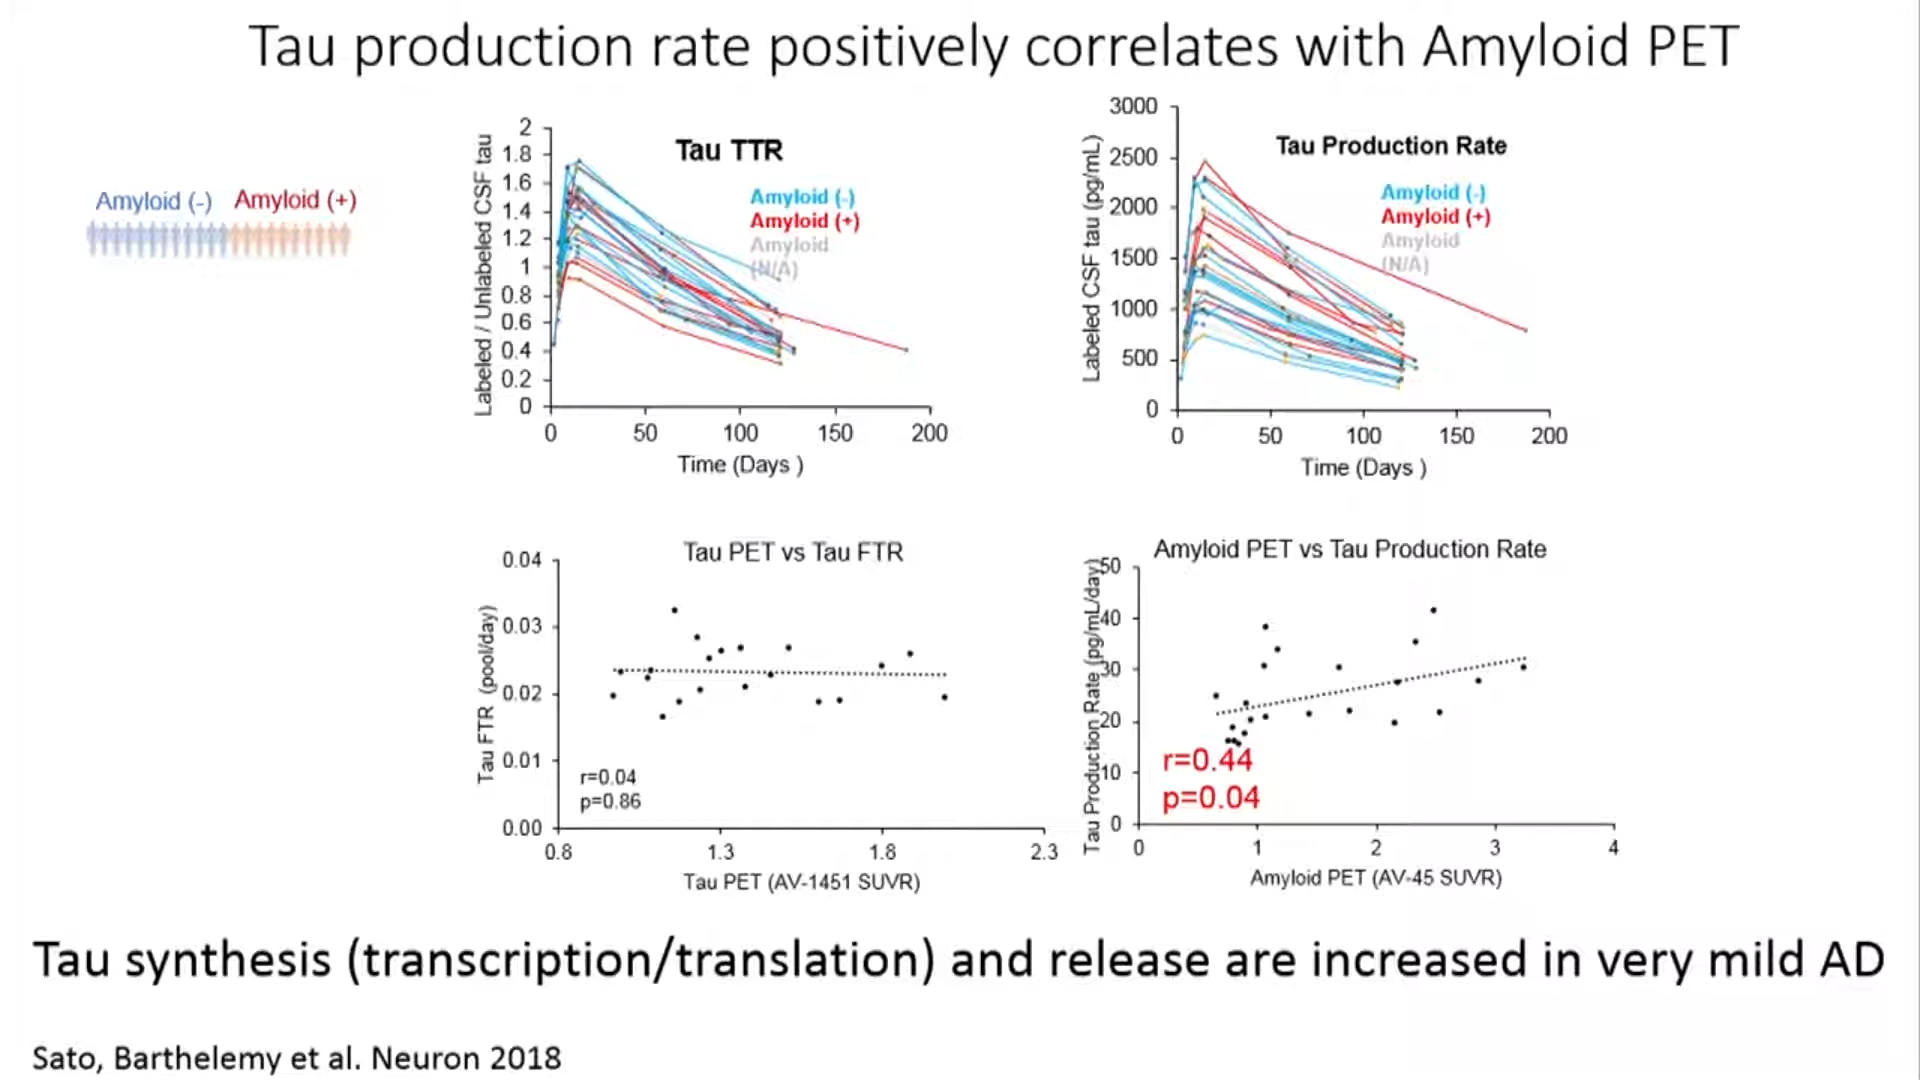 Tau production rate positively correlates with Amyloid PET
Amyloid (-) Amyloid (+)
Tau TTR
Labeled / Unlabeled CSF tau
2
1.8
1.6
1.4
1.2
1
0.8
0.6
0.4
0.2
0
Amyloid (-)
Amyloid (+)
Amyloid
(N/A)
0 50 100 150 200
Time (Days )
Tau Production Rate
Labeled CSF tau (pg/mL)
3000
2500
2000
1500
1000
500
0
Amyloid (-)
Amyloid (+)
Amyloid
(N/A)
0 50 100 150 200
Time (Days )
Tau PET vs Tau FTR
Tau FTR (pool/day)
0.04
0.03
0.02
0.01
0.00
r=0.04
p=0.86
0.8 1.3 1.8 2.3
Tau PET (AV-1451 SUVR)
Amyloid PET vs Tau Production Rate
Tau Production Rate (pg/mL/day)
50
40
30
20
10
0
r=0.44
p=0.04
0 1 2 3 4
Amyloid PET (AV-45 SUVR)
Tau synthesis (transcription/translation) and release are increased in very mild AD
Sato, Barthelemy et al. Neuron 2018